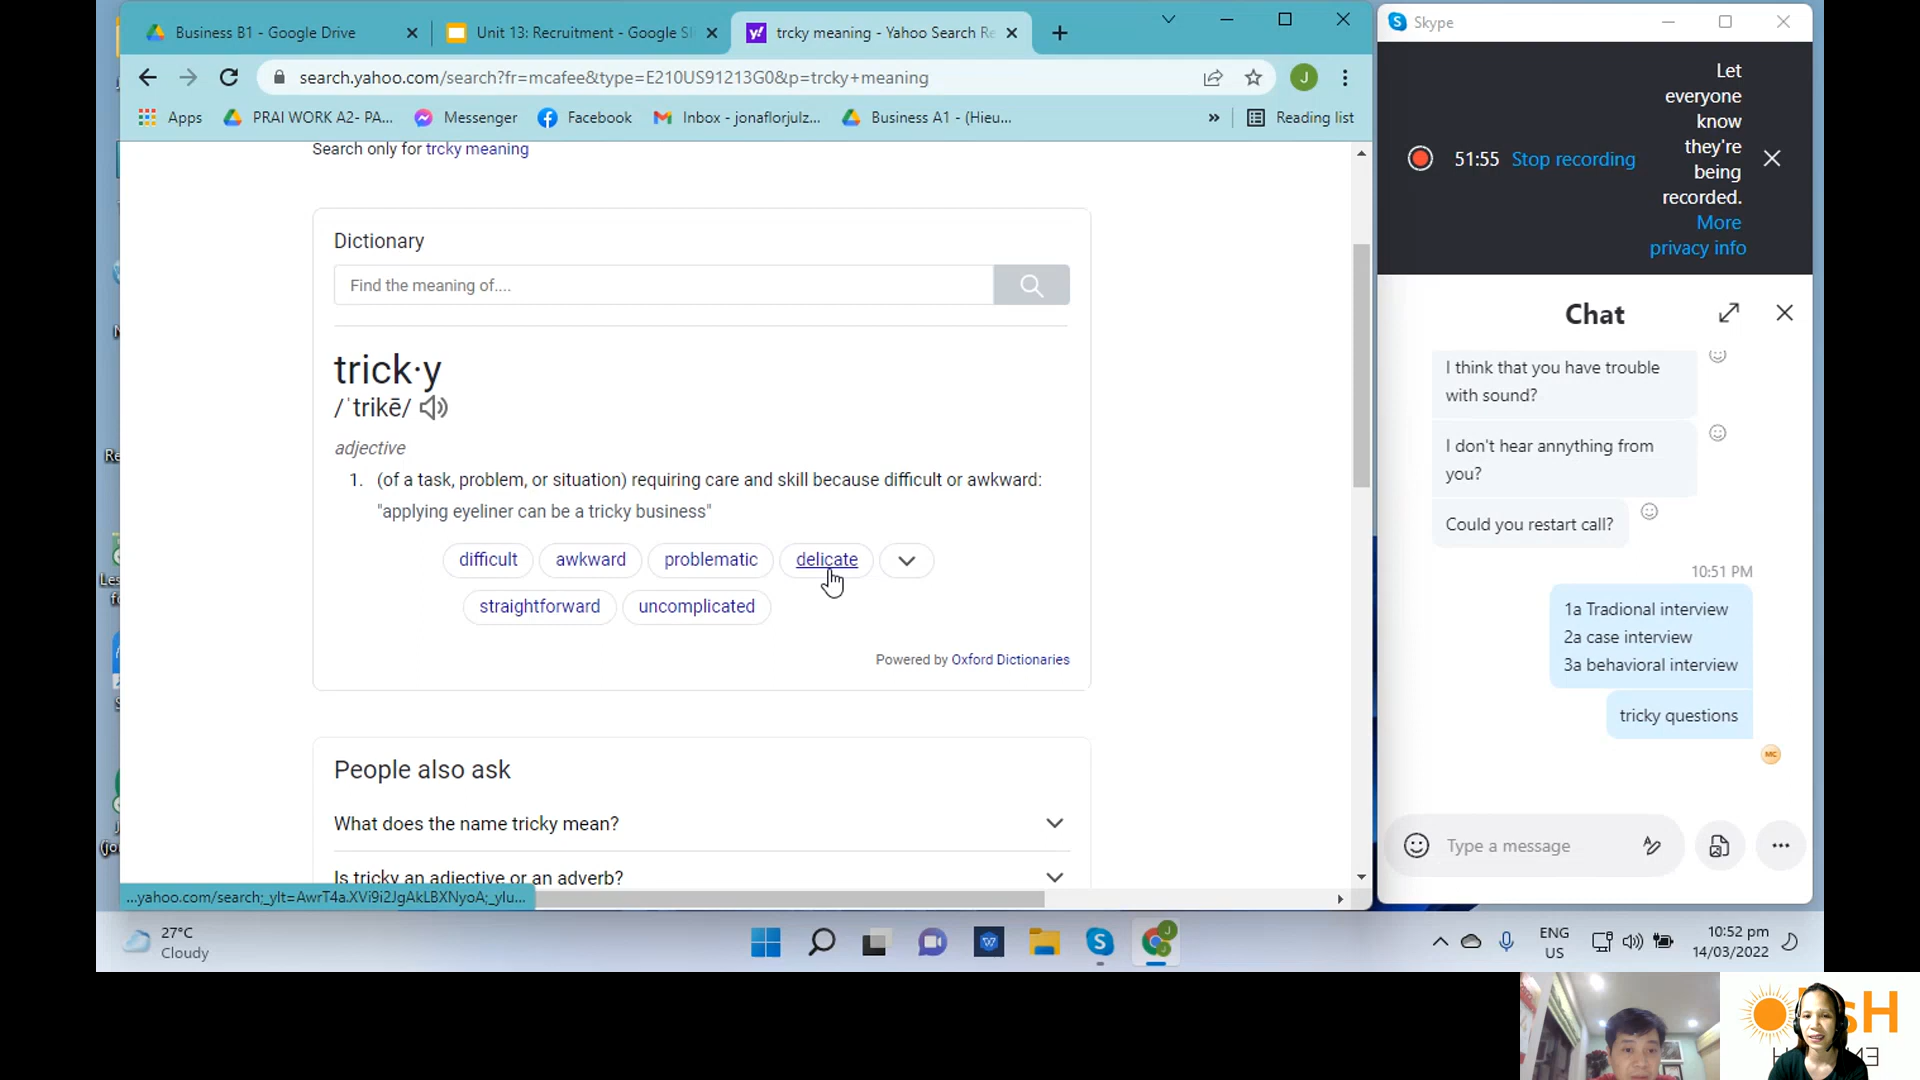 Business B1 - Google Drive
Unit 13: Recruitment - Google Sl
trcky meaning - Yahoo Search Re
search.yahoo.com/search?fr=mcafee&type=E210US91213G0&p=trcky+meaning
J
Apps
PRAI WORK A2- PA...
Messenger
Facebook
Inbox - jonaflorjulz...
Business A1 - (Hieu...
»
Reading list
Search only for trcky meaning
Dictionary
Find the meaning of....
trick·y
/ˈtrikē/
adjective
1. (of a task, problem, or situation) requiring care and skill because difficult or awkward:
"applying eyeliner can be a tricky business"
difficult
awkward
problematic
delicate
straightforward
uncomplicated
Powered by Oxford Dictionaries
People also ask
What does the name tricky mean?
Is tricky an adjective or an adverb?
...yahoo.com/search;_ylt=AwrT4a.XVi9i2JgAkLBXNyoA;_ylu...
Skype
51:55 Stop recording
Let
everyone
know
they're
being
recorded.
More
privacy info
Chat
I think that you have trouble
with sound?
I don't hear annything from
you?
Could you restart call?
10:51 PM
1a Tradional interview
2a case interview
3a behavioral interview
tricky questions
MC
Type a message
27°C
Cloudy
ENG
US
10:52 pm
14/03/2022